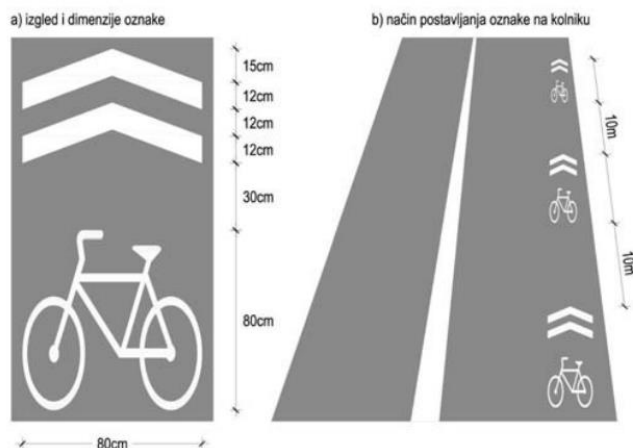 a) izgled i dimenzije oznake
15cm
12cm
12cm
12cm
30cm
80cm
80cm
b) način postavljanja oznake na kolniku
10m
10m